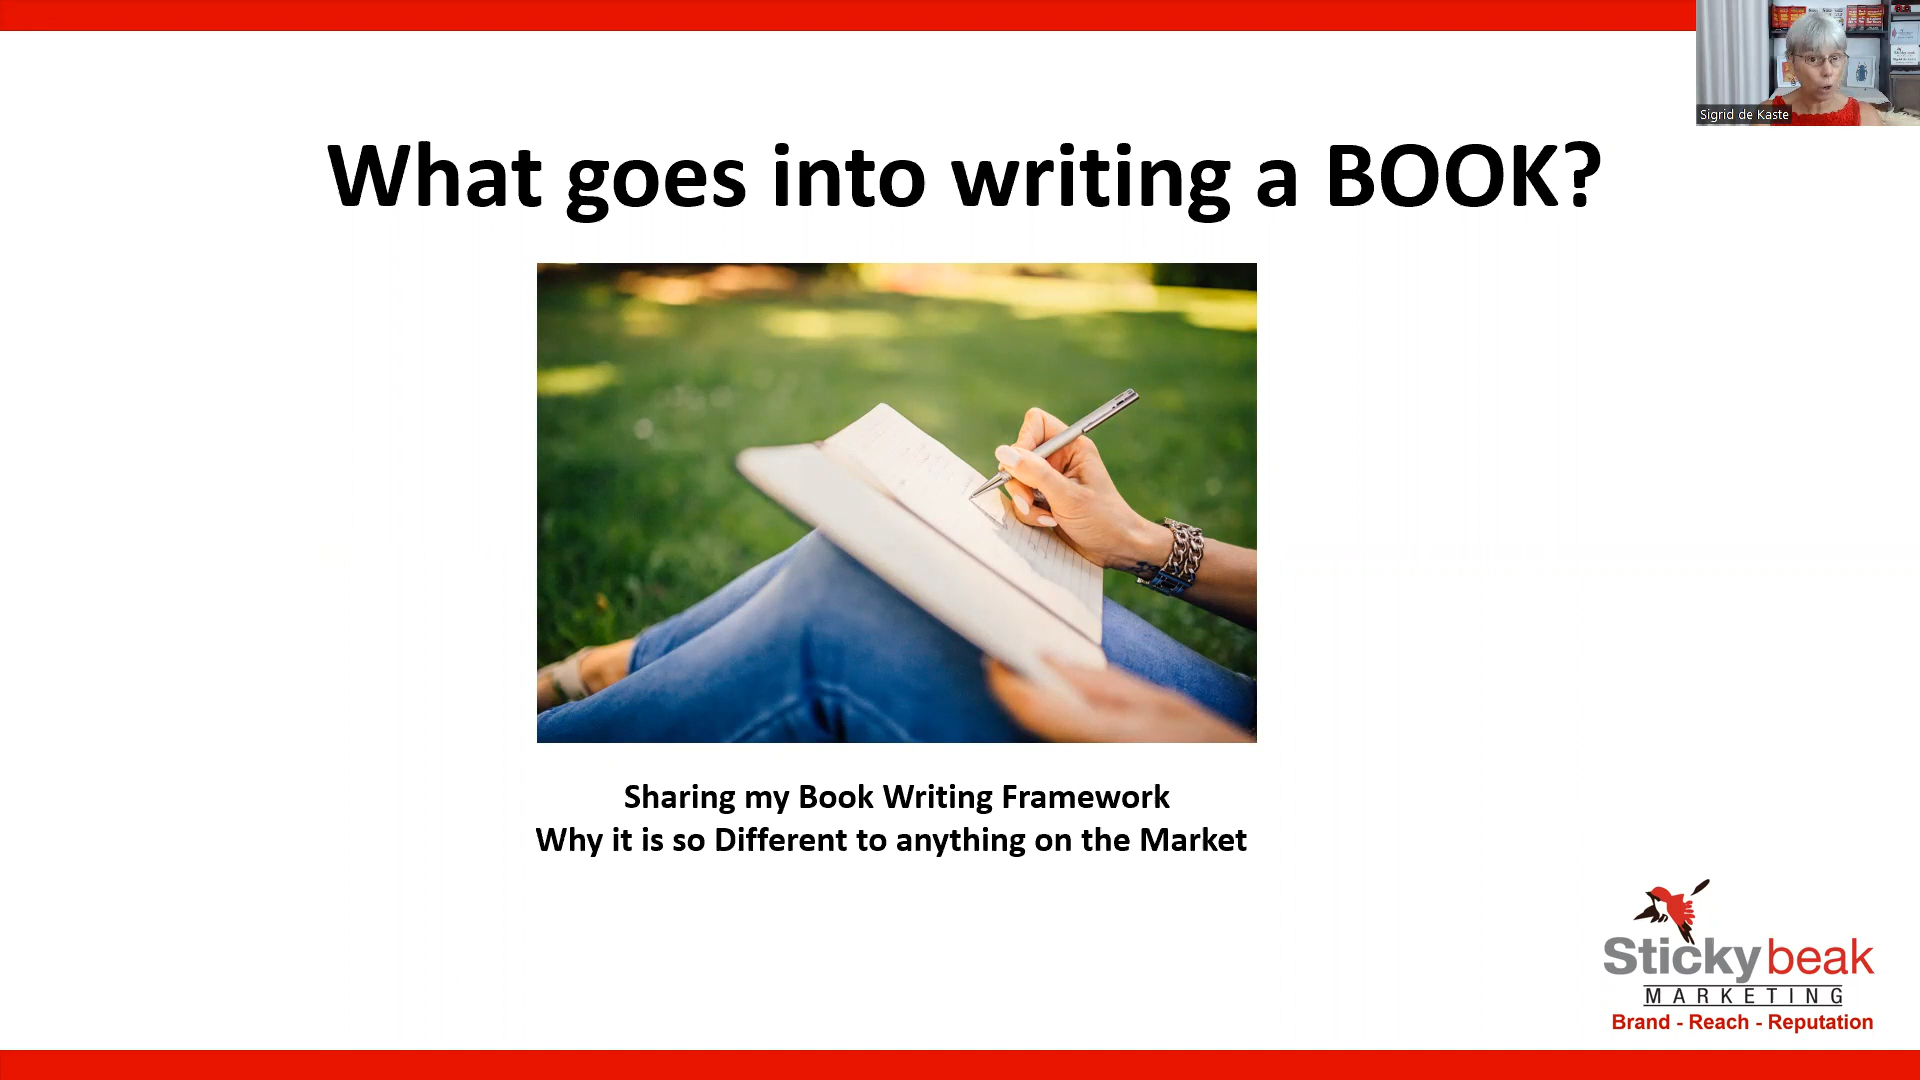 Sigrid de Kaste
What goes into writing a BOOK?
Sharing my Book Writing Framework
Why it is so Different to anything on the Market
Stickybeak
MARKETING
Brand - Reach - Reputation